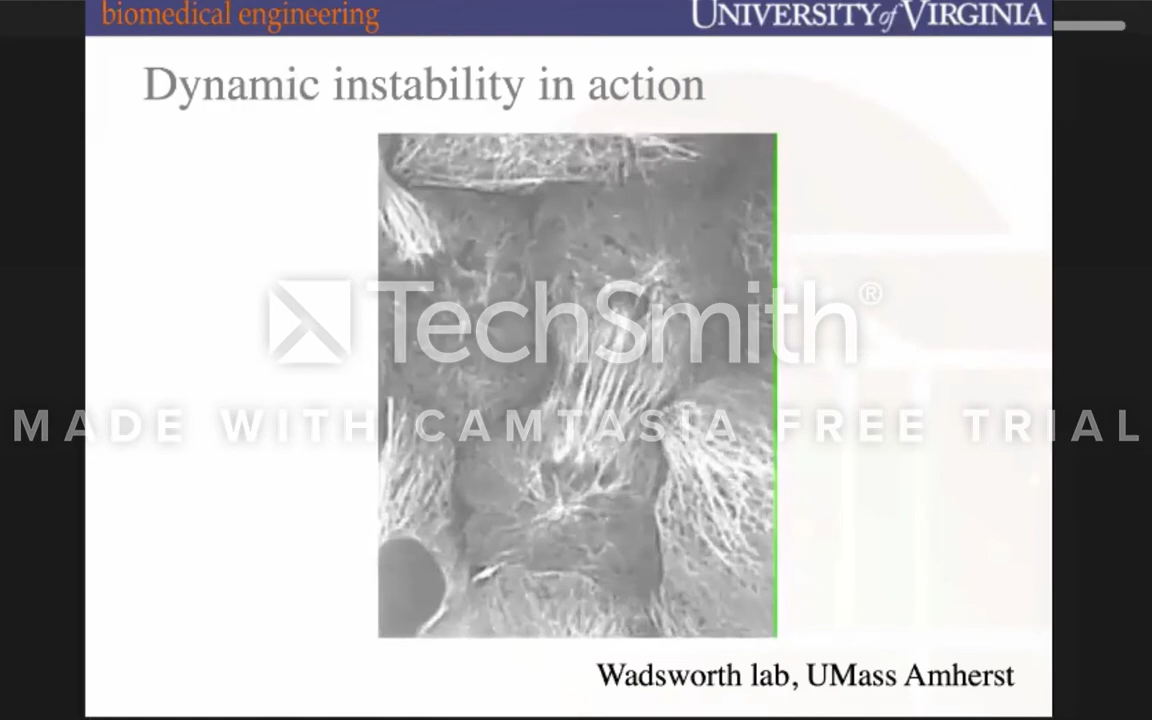 biomedical engineering
UNIVERSITY of VIRGINIA
Dynamic instability in action
TechSmith®
MADE WITH CAMTASIA FREE TRIAL
Wadsworth lab, UMass Amherst